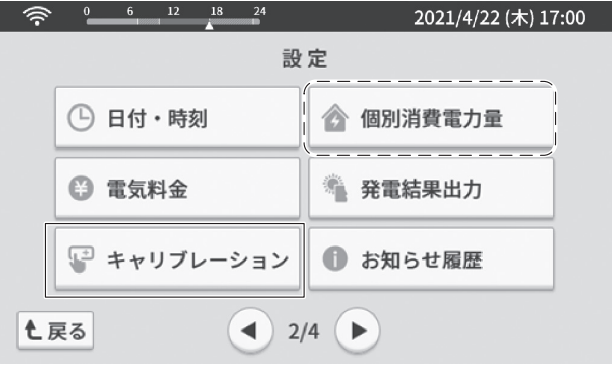 0 6 12 18 24
2021/4/22 (木) 17:00
設定
日付・時刻
個別消費電力量
電気料金
発電結果出力
キャリブレーション
お知らせ履歴
戻る
2/4